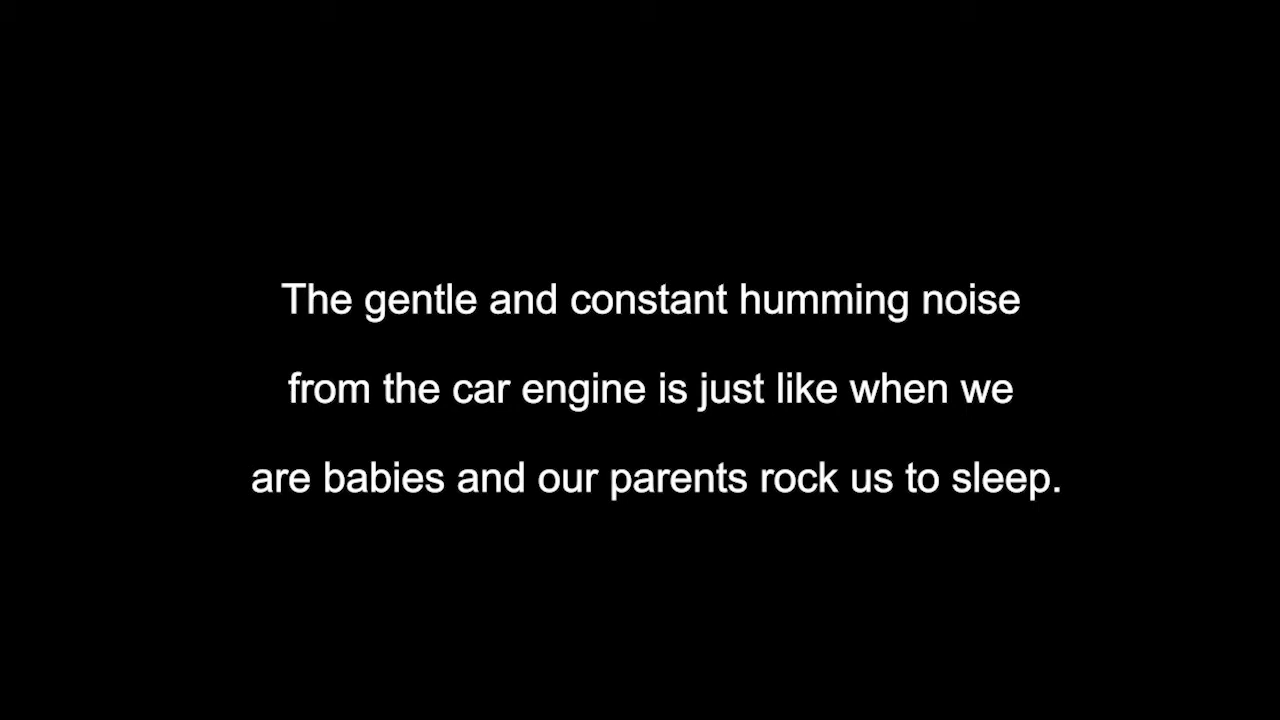 The gentle and constant humming noise
from the car engine is just like when we
are babies and our parents rock us to sleep.